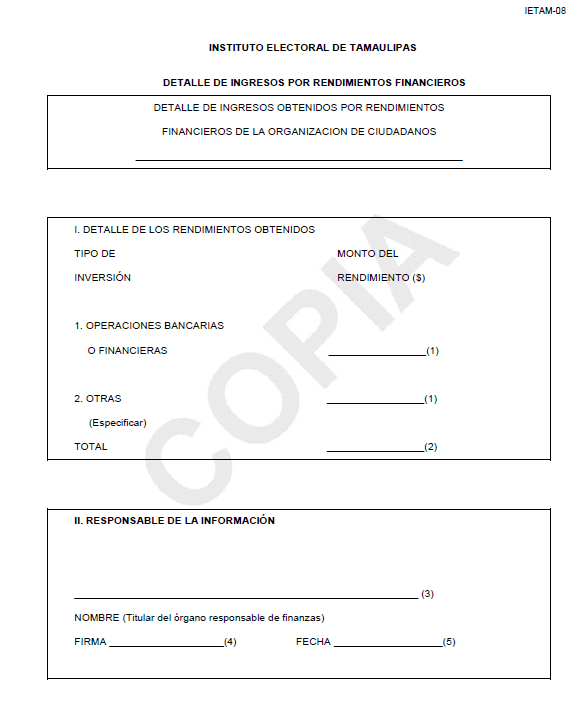 IETAM-08
INSTITUTO ELECTORAL DE TAMAULIPAS
DETALLE DE INGRESOS POR RENDIMIENTOS FINANCIEROS
DETALLE DE INGRESOS OBTENIDOS POR RENDIMIENTOS
FINANCIEROS DE LA ORGANIZACION DE CIUDADANOS
I. DETALLE DE LOS RENDIMIENTOS OBTENIDOS
TIPO DE MONTO DEL
INVERSIÓN RENDIMIENTO ($)
1. OPERACIONES BANCARIAS
O FINANCIERAS (1)
2. OTRAS (1)
(Especificar)
TOTAL (2)
COPIA
II. RESPONSABLE DE LA INFORMACIÓN
(3)
NOMBRE (Titular del órgano responsable de finanzas)
FIRMA (4) FECHA (5)